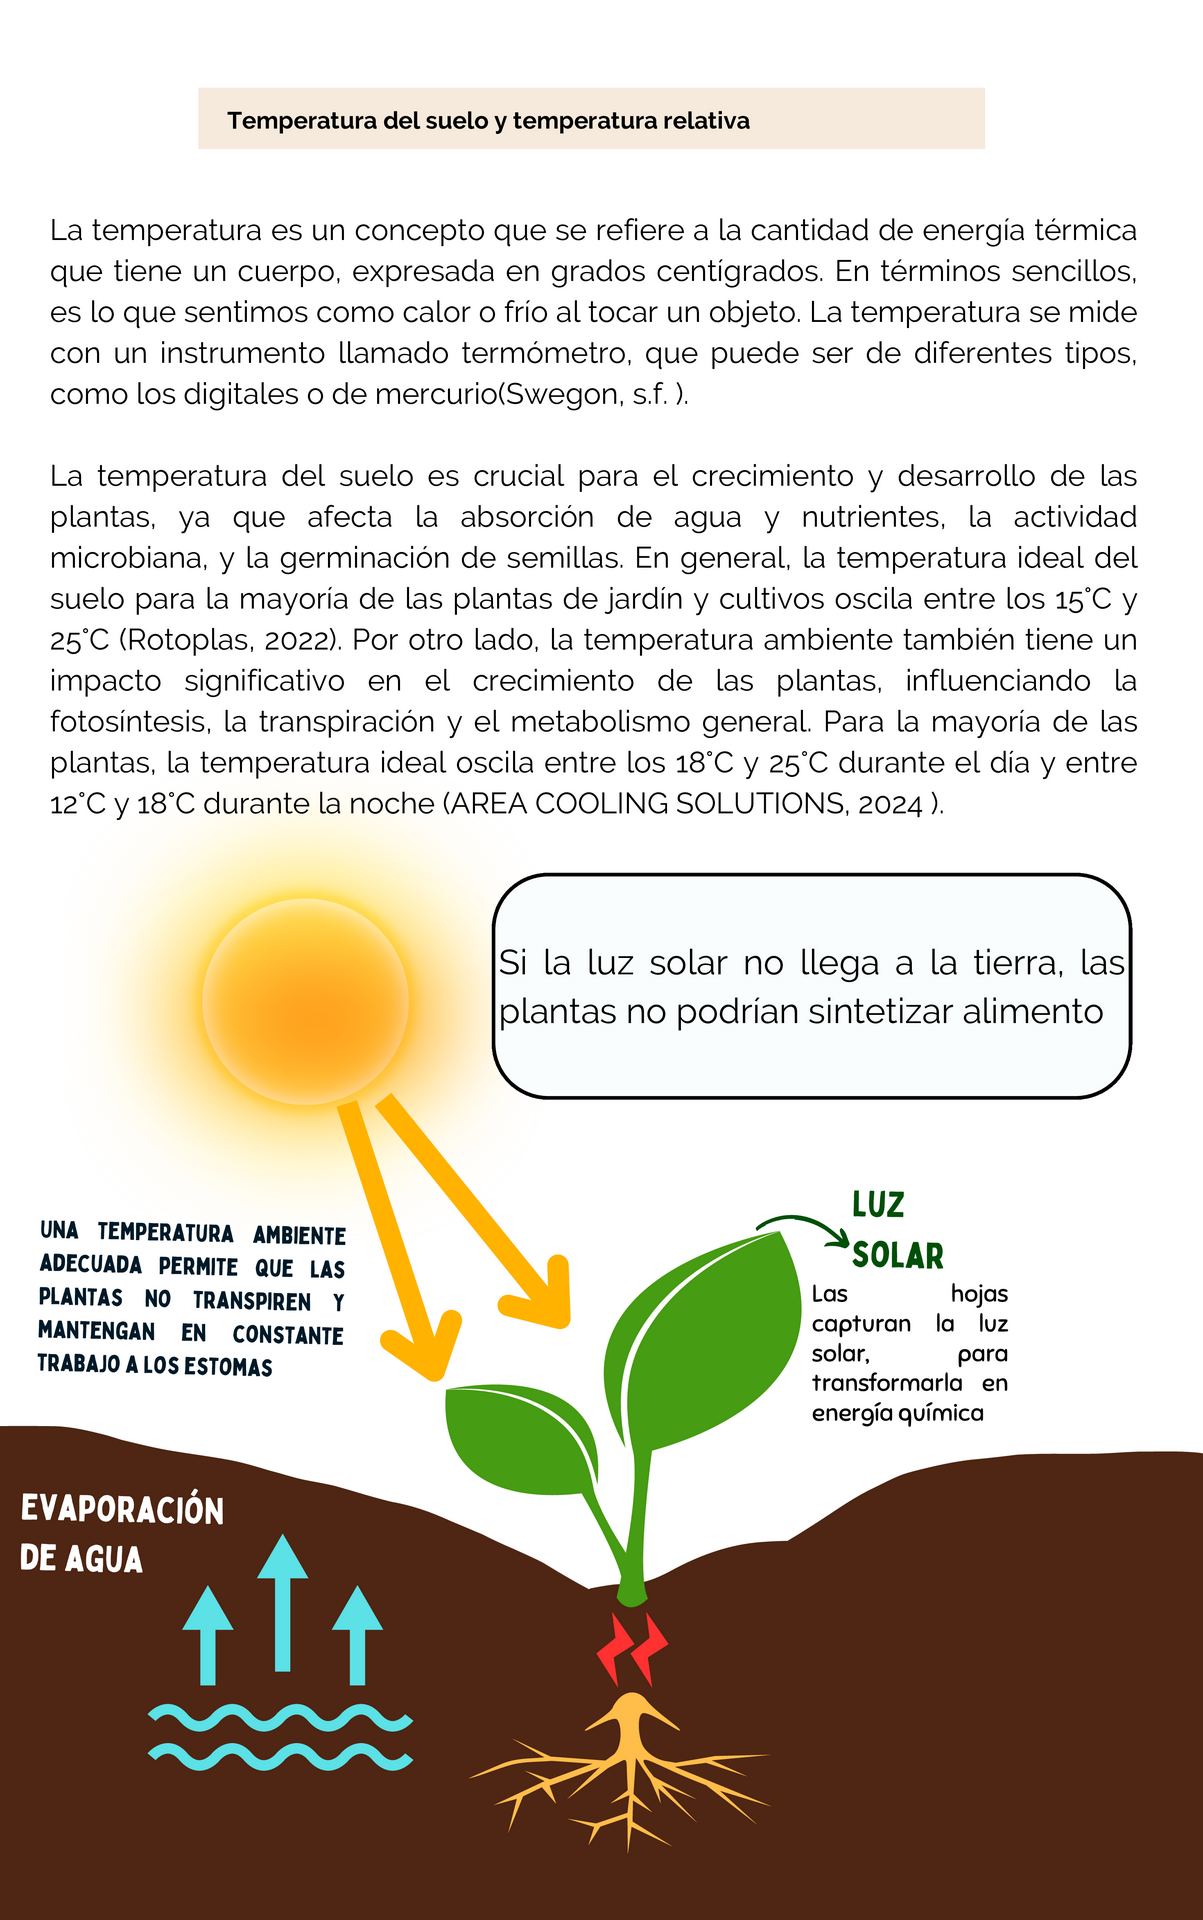 Temperatura del suelo y temperatura relativa
La temperatura es un concepto que se refiere a la cantidad de energía térmica
que tiene un cuerpo, expresada en grados centígrados. En términos sencillos,
es lo que sentimos como calor o frío al tocar un objeto. La temperatura se mide
con un instrumento llamado termómetro, que puede ser de diferentes tipos,
como los digitales o de mercurio(Swegon, s.f. ).
La temperatura del suelo es crucial para el crecimiento y desarrollo de las
plantas, ya que afecta la absorción de agua y nutrientes, la actividad
microbiana, y la germinación de semillas. En general, la temperatura ideal del
suelo para la mayoría de las plantas de jardín y cultivos oscila entre los 15°C y
25°C (Rotoplas, 2022). Por otro lado, la temperatura ambiente también tiene un
impacto significativo en el crecimiento de las plantas, influenciando la
fotosíntesis, la transpiración y el metabolismo general. Para la mayoría de las
plantas, la temperatura ideal oscila entre los 18°C y 25°C durante el día y entre
12°C y 18°C durante la noche (AREA COOLING SOLUTIONS, 2024 ).
Si la luz solar no llega a la tierra, las
plantas no podrían sintetizar alimento
UNA TEMPERATURA AMBIENTE
ADECUADA PERMITE QUE LAS
PLANTAS NO TRANSPIREN Y
MANTENGAN EN CONSTANTE
TRABAJO A LOS ESTOMAS
LUZ
SOLAR
Las hojas
capturan la luz
solar, para
transformarla en
energía química
EVAPORACIÓN
DE AGUA